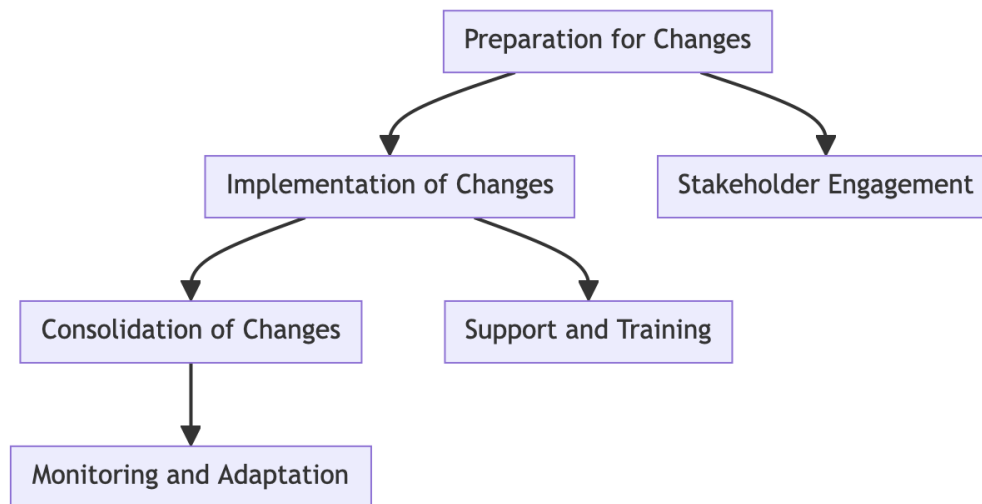 Preparation for Changes
Implementation of Changes
Stakeholder Engagement
Consolidation of Changes
Support and Training
Monitoring and Adaptation